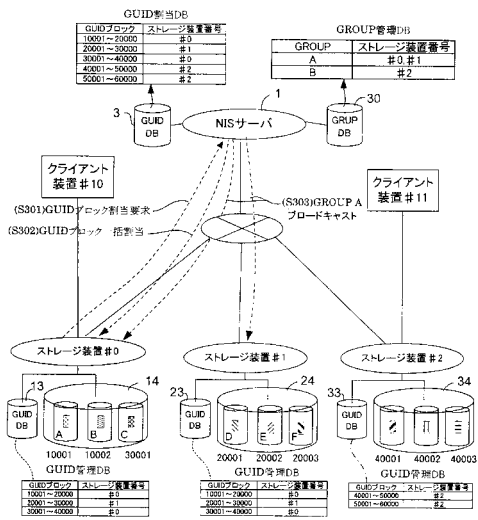 GUID割当DB
GUIDブロック ストレージ装置番号
10001～20000 #0
20001～30000 #1
30001～40000 #0
40001～50000 #2
50001～60000 #2
GROUP管理DB
GROUP ストレージ装置番号
A #0,#1
B #2
1
3
30
GUID
DB
NISサーバ
GRUP
DB
クライアント
装置#10
クライアント
装置#11
(S301)GUIDブロック割当要求
(S302)GUIDブロック一括割当
(S303)GROUP A
ブロードキャスト
ストレージ装置#0
ストレージ装置#1
ストレージ装置#2
13
14
23
24
33
34
GUID
DB
A
B
C
GUID
DB
D
E
F
GUID
DB
10001 10002 30001
20001 20002 20003
40001 40002 40003
GUID管理DB
GUIDブロック ストレージ装置番号
10001～20000 #0
20001～30000 #1
30001～40000 #0
GUID管理DB
GUIDブロック ストレージ装置番号
10001～20000 #0
20001～30000 #1
30001～40000 #0
GUID管理DB
GUIDブロック ストレージ装置番号
40001～50000 #2
50001～60000 #2